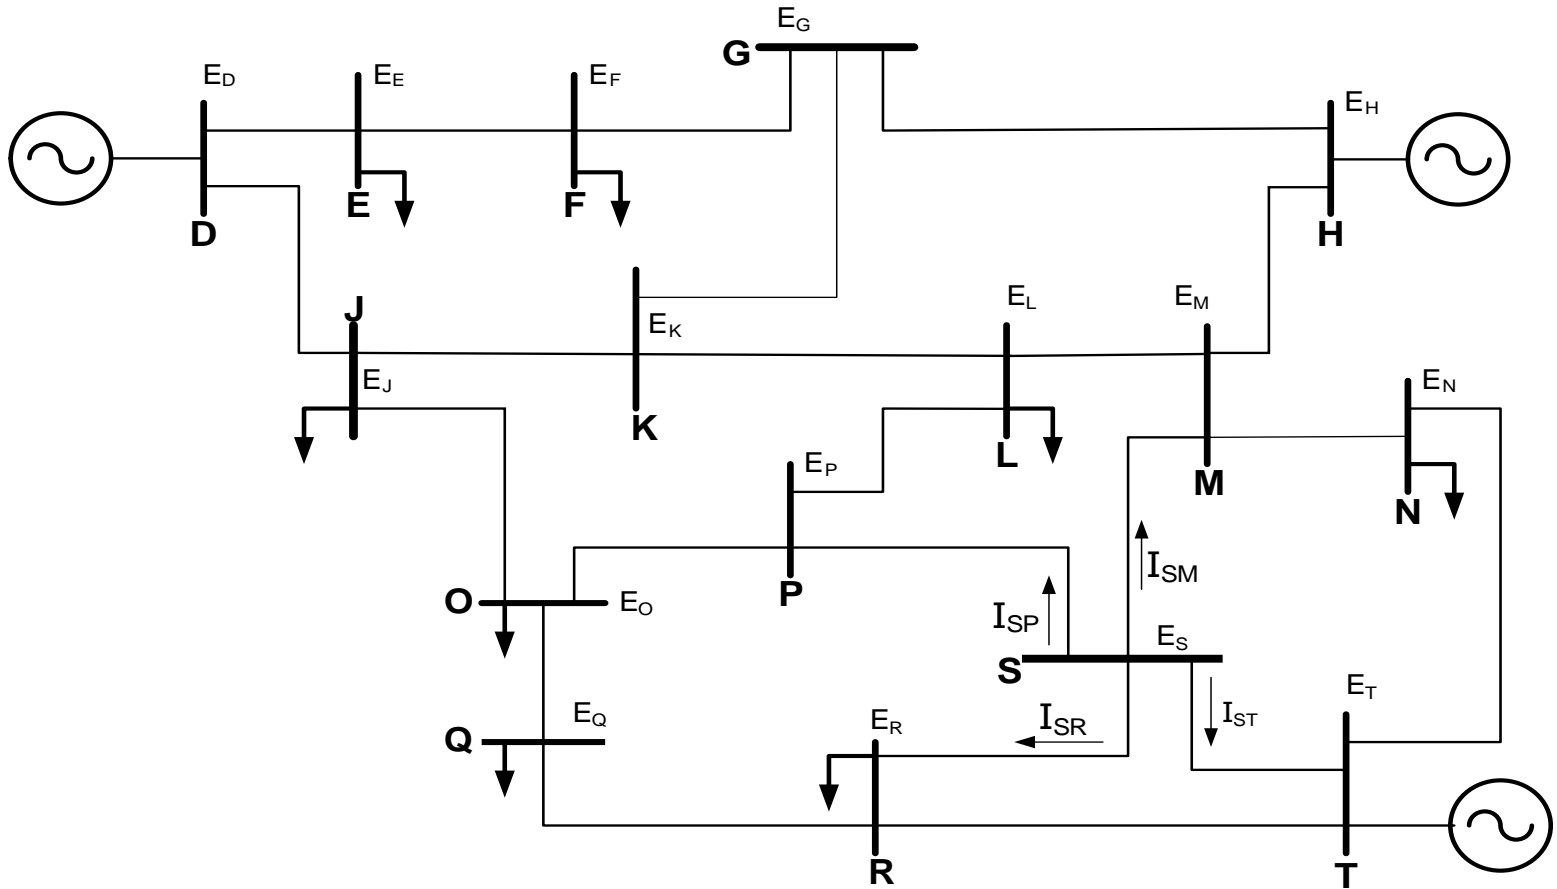 E_G
G
E_D
E_E
E_F
E_H
D
E
F
H
J
E_K
E_L
E_M
E_J
E_N
K
L
M
N
E_P
I_SM
P
O
E_O
I_SP
S
E_S
E_T
Q
E_Q
E_R
I_SR
I_ST
R
T